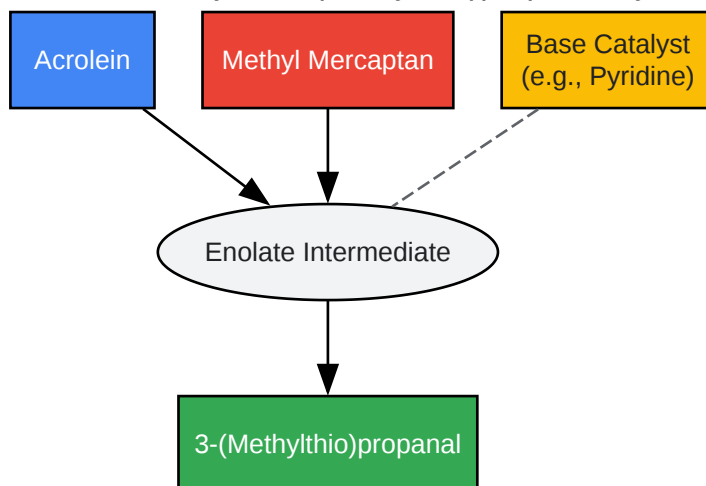 Acrolein
Methyl Mercaptan
Base Catalyst
(e.g., Pyridine)
Enolate Intermediate
3-(Methylthio)propanal